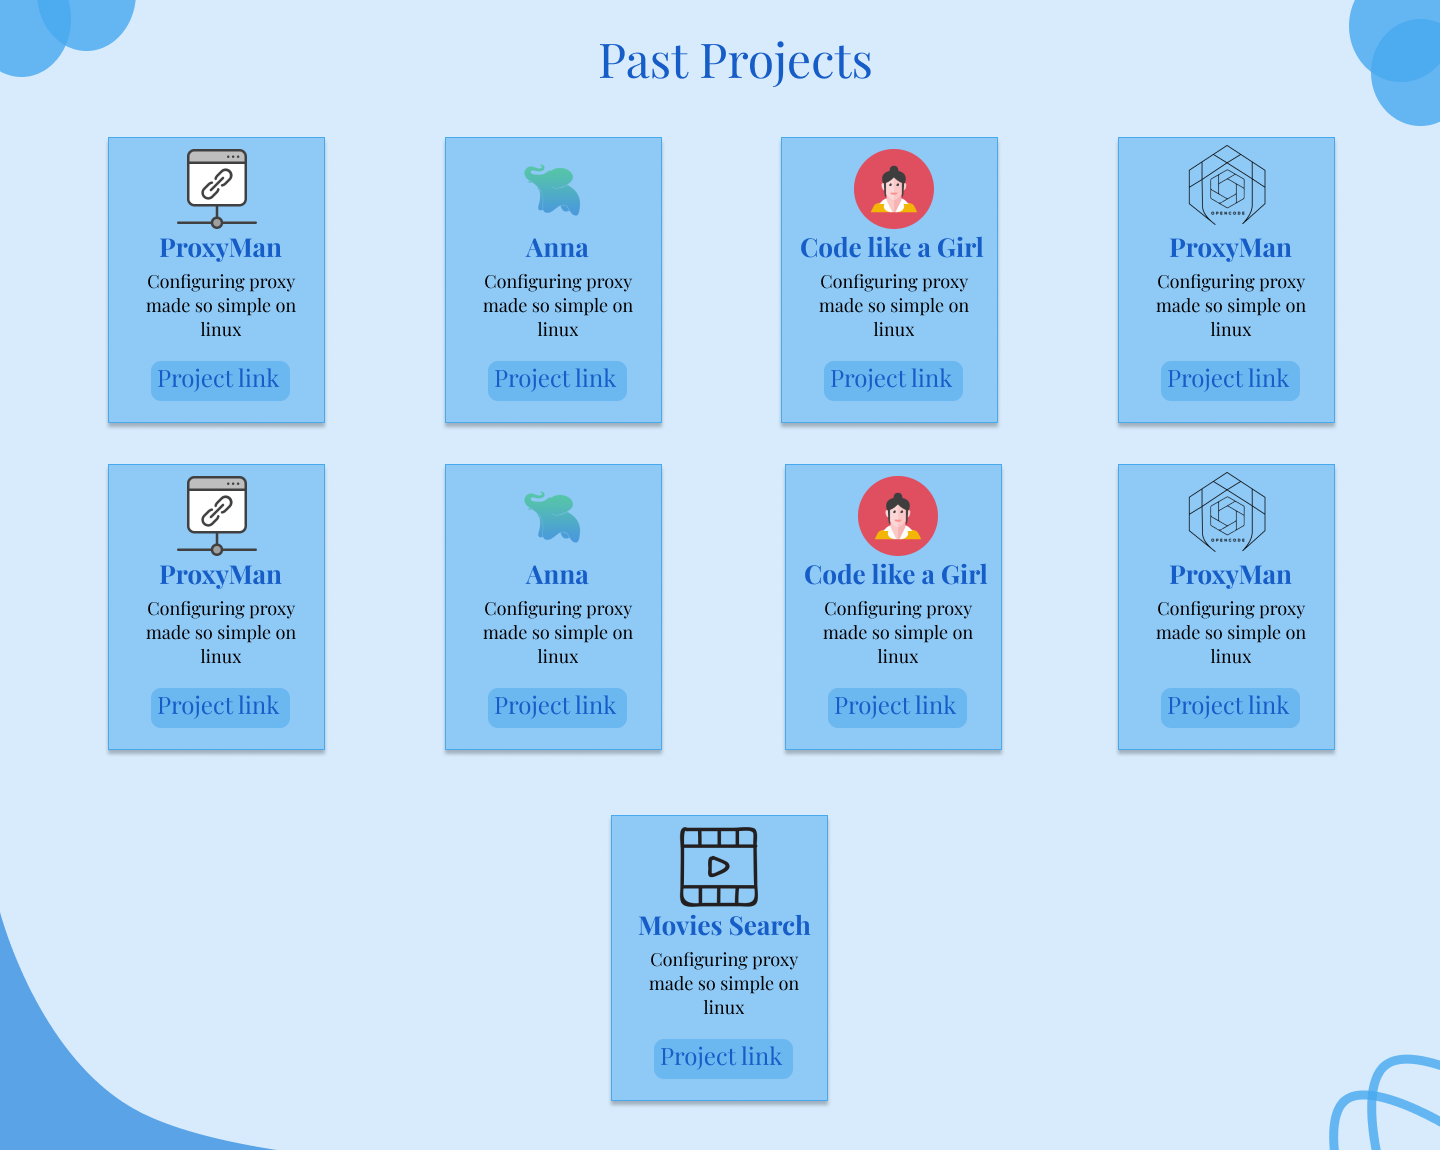 Past Projects
ProxyMan
Configuring proxy
made so simple on
linux
Project link
Anna
Configuring proxy
made so simple on
linux
Project link
Code like a Girl
Configuring proxy
made so simple on
linux
Project link
OPENCODE
ProxyMan
Configuring proxy
made so simple on
linux
Project link
ProxyMan
Configuring proxy
made so simple on
linux
Project link
Anna
Configuring proxy
made so simple on
linux
Project link
Code like a Girl
Configuring proxy
made so simple on
linux
Project link
OPENCODE
ProxyMan
Configuring proxy
made so simple on
linux
Project link
Movies Search
Configuring proxy
made so simple on
linux
Project link